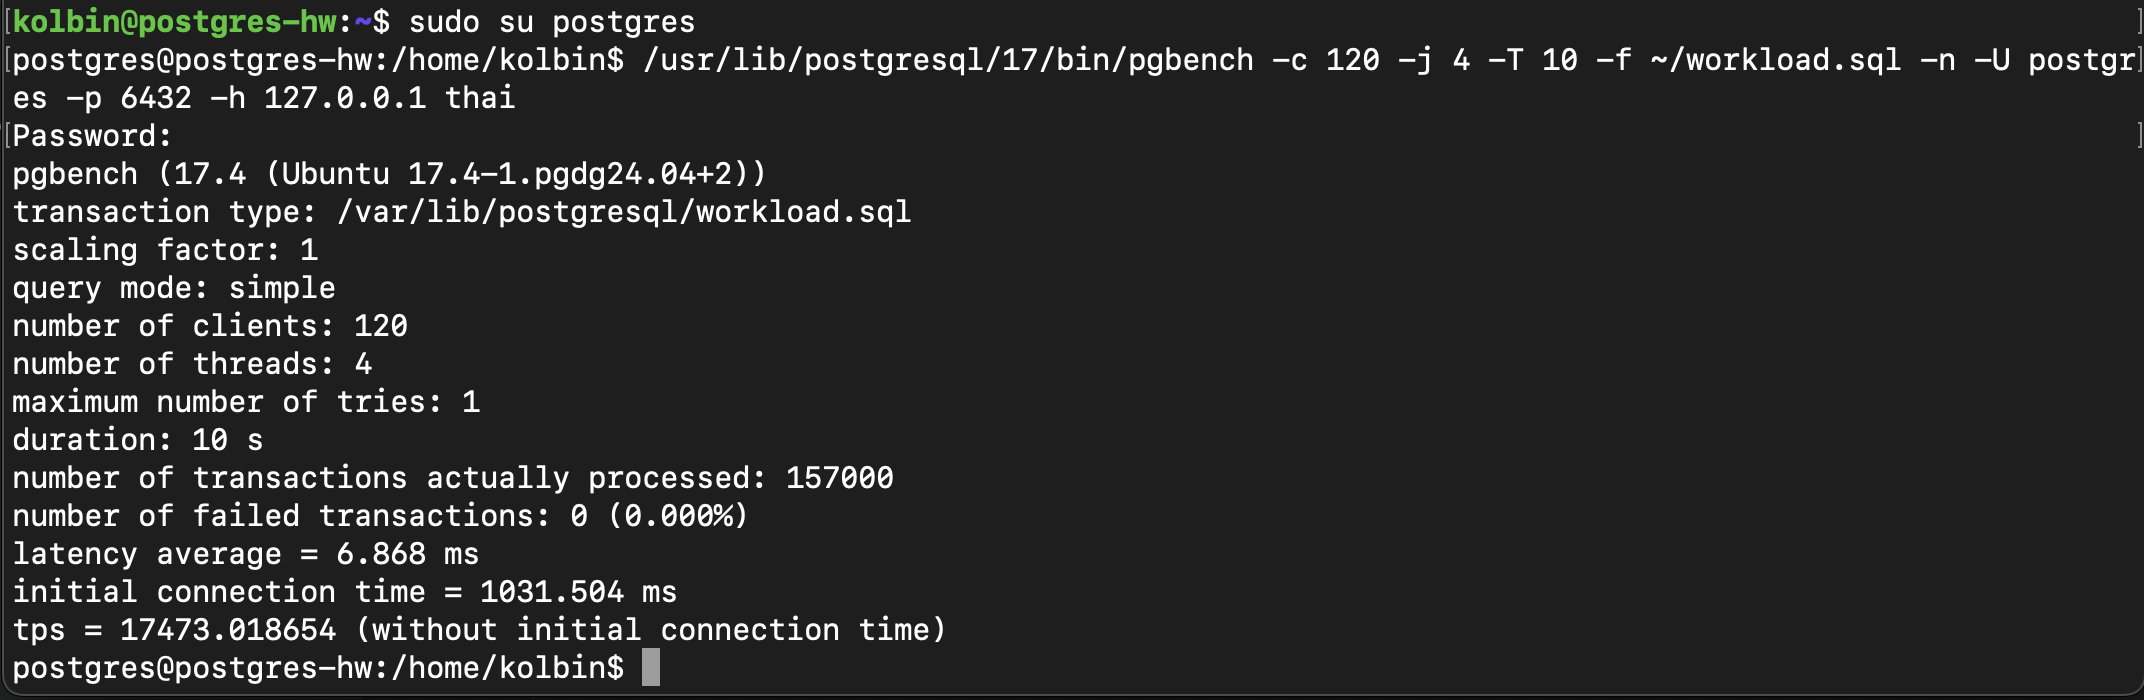 [kolbin@postgres-hw:~$ sudo su postgres ]
[postgres@postgres-hw:/home/kolbin$ /usr/lib/postgresql/17/bin/pgbench -c 120 -j 4 -T 10 -f ~/workload.sql -n -U postgr]
es -p 6432 -h 127.0.0.1 thai
[Password: ]
pgbench (17.4 (Ubuntu 17.4-1.pgdg24.04+2))
transaction type: /var/lib/postgresql/workload.sql
scaling factor: 1
query mode: simple
number of clients: 120
number of threads: 4
maximum number of tries: 1
duration: 10 s
number of transactions actually processed: 157000
number of failed transactions: 0 (0.000%)
latency average = 6.868 ms
initial connection time = 1031.504 ms
tps = 17473.018654 (without initial connection time)
postgres@postgres-hw:/home/kolbin$